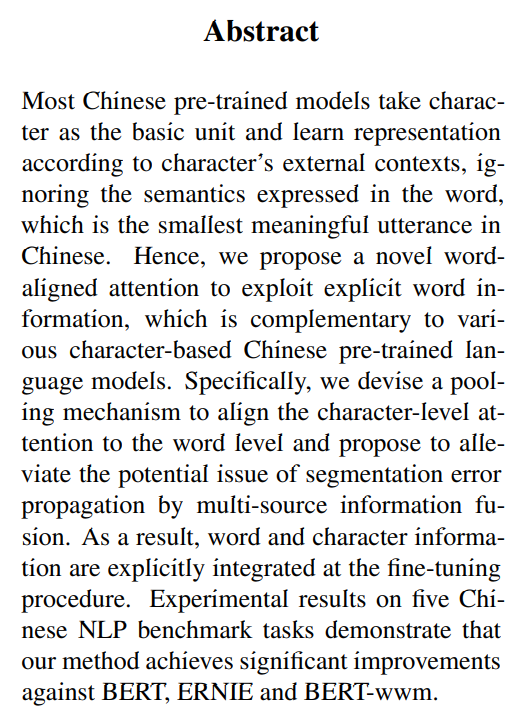 Abstract
Most Chinese pre-trained models take charac-
ter as the basic unit and learn representation
according to character's external contexts, ig-
noring the semantics expressed in the word,
which is the smallest meaningful utterance in
Chinese. Hence, we propose a novel word-
aligned attention to exploit explicit word in-
formation, which is complementary to vari-
ous character-based Chinese pre-trained lan-
guage models. Specifically, we devise a pool-
ing mechanism to align the character-level at-
tention to the word level and propose to alle-
viate the potential issue of segmentation error
propagation by multi-source information fu-
sion. As a result, word and character informa-
tion are explicitly integrated at the fine-tuning
procedure. Experimental results on five Chi-
nese NLP benchmark tasks demonstrate that
our method achieves significant improvements
against BERT, ERNIE and BERT-wwm.